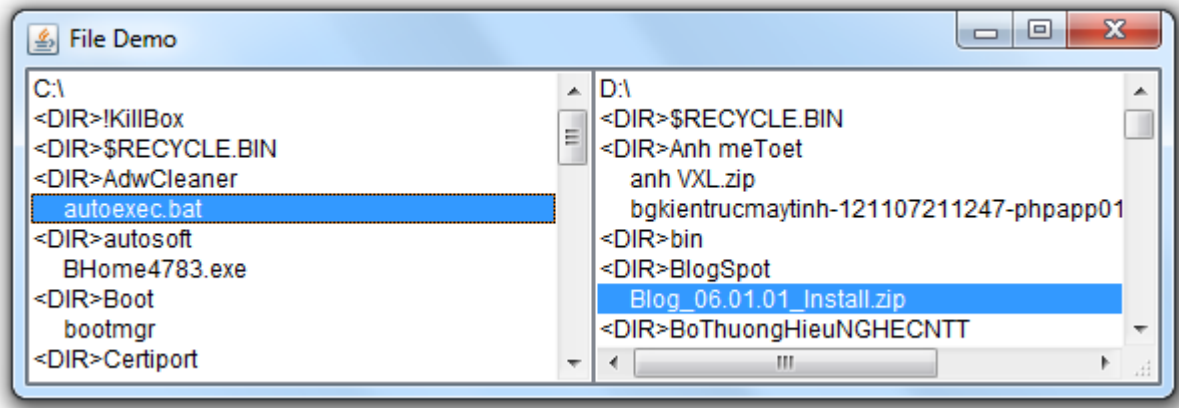 File Demo
C:\
<DIR>!KillBox
<DIR>$RECYCLE.BIN
<DIR>AdwCleaner
autoexec.bat
<DIR>autosoft
BHome4783.exe
<DIR>Boot
bootmgr
<DIR>Certiport
D:\
<DIR>$RECYCLE.BIN
<DIR>Anh meToet
anh VXL.zip
bgkientrucmaytinh-121107211247-phpapp01
<DIR>bin
<DIR>BlogSpot
Blog_06.01.01_Install.zip
<DIR>BoThuongHieuNGHECNTT